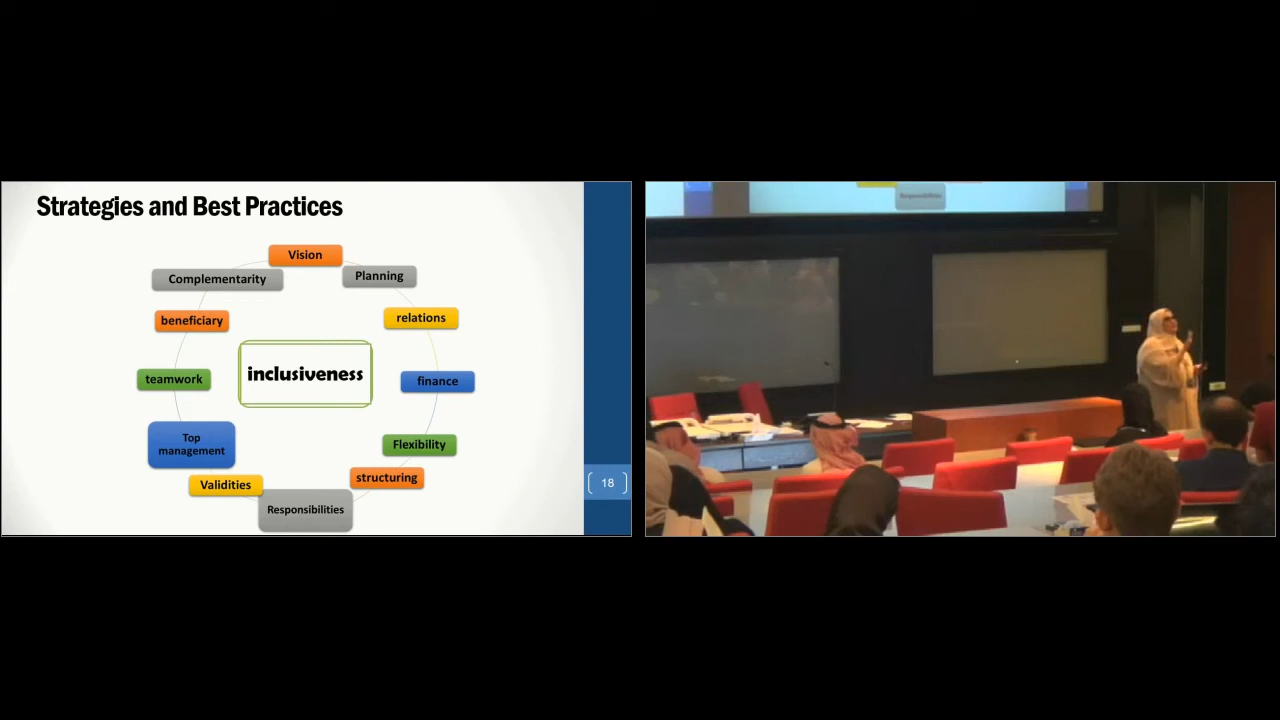 Strategies and Best Practices
Vision
Complementarity
Planning
beneficiary
relations
inclusiveness
teamwork
finance
Top
management
Flexibility
structuring
Validities
Responsibilities
18
Responsibilities